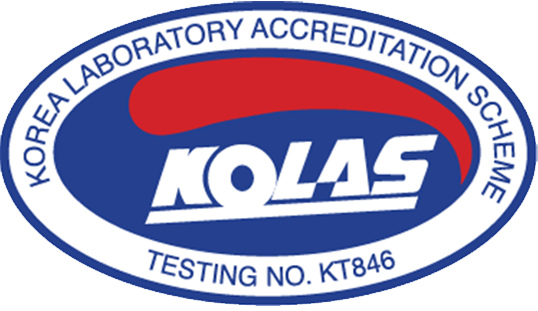 KOREA LABORATORY ACCREDITATION SCHEME
KOLAS
TESTING NO. KT846